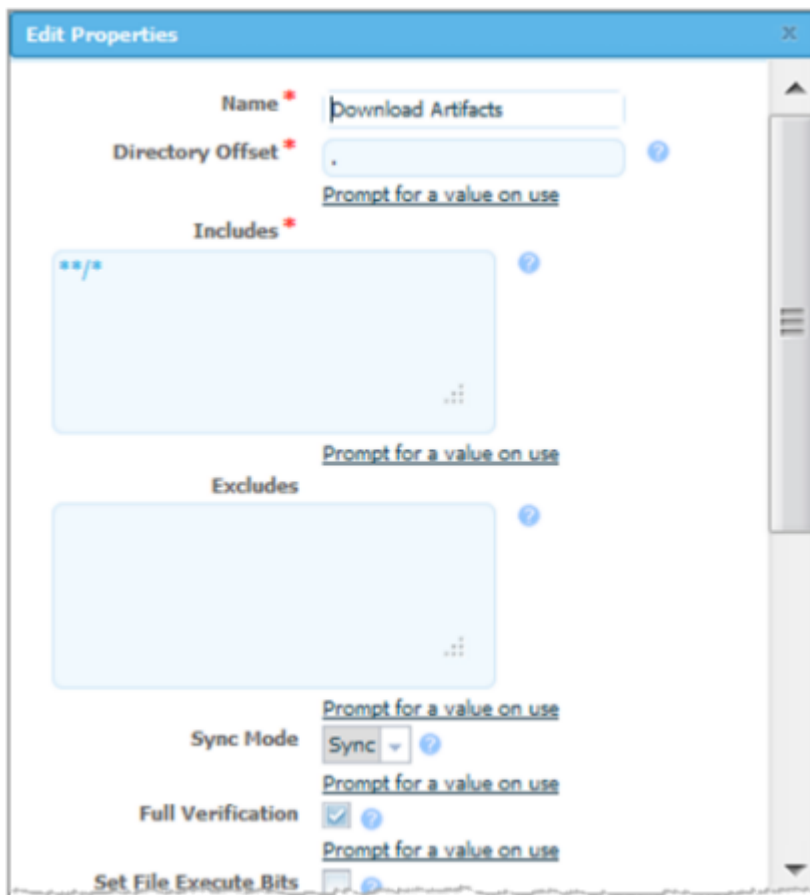 Edit Properties x
Name *
Download Artifacts
Directory Offset *
. ?
Prompt for a value on use
Includes *
**/* ?
Prompt for a value on use
Excludes
?
Prompt for a value on use
Sync Mode Sync ?
Prompt for a value on use
Full Verification ?
Prompt for a value on use
Set File Execute Bits ?